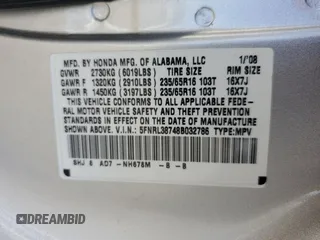 MFD. BY HONDA MFG. OF ALABAMA, LLC 1/'08
GVWR 2730KG (6019LBS) TIRE SIZE RIM SIZE
GAWR F 1320KG (2910LBS) 235/65R16 103T 16X7J
GAWR R 1450KG (3197LBS) 235/65R16 103T 16X7J
THIS VEHICLE CONFORMS TO ALL APPLICABLE FEDE-
RAL MOTOR VEHICLE SAFETY AND THEFT PREVENTION
STANDARDS IN EFFECT ON THE DATE OF
MANUFACTURE SHOWN ABOVE.
V.I.N.: 5FNRL38748B032786 TYPE:MPV
SHJ 6 AD7 -NH678M -B -B
DREAMBID